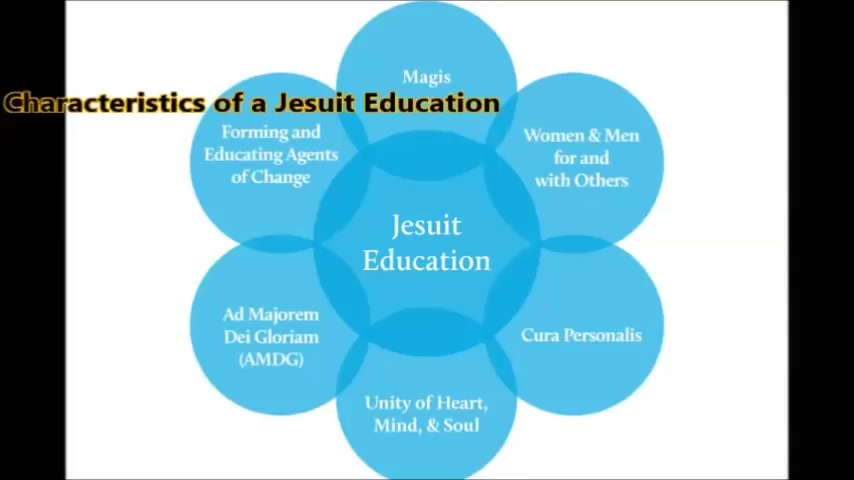 Magis
Characteristics of a Jesuit Education
Forming and
Educating Agents
of Change
Women & Men
for and
with Others
Jesuit
Education
Ad Majorem
Dei Gloriam
(AMDG)
Cura Personalis
Unity of Heart,
Mind, & Soul